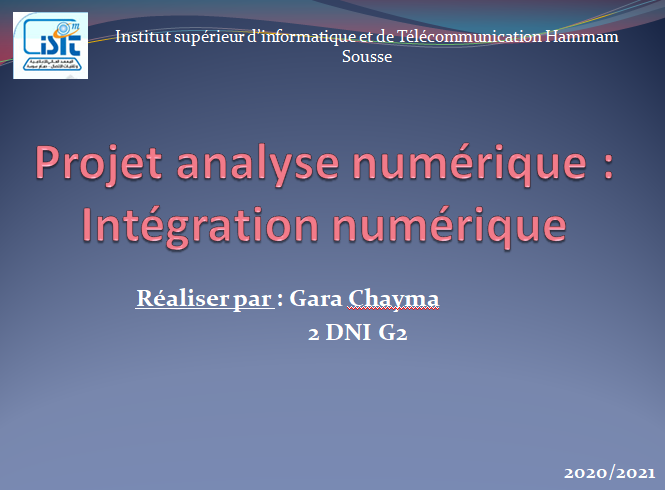 isit
com
Institut supérieur d'informatique et de Télécommunication Hammam
Sousse
Projet analyse numérique :
Intégration numérique
Réaliser par : Gara Chayma
2 DNI G2
2020/2021